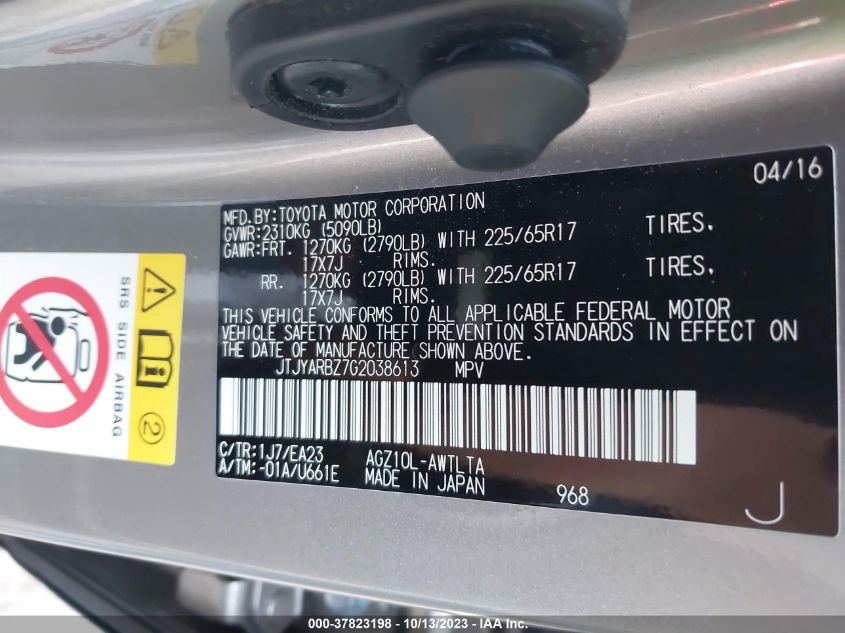 04/16
MFD.BY:TOYOTA MOTOR CORPORATION
GVWR:2310KG (5090LB)
GAWR:FRT. 1270KG (2790LB) WITH 225/65R17 TIRES.
17X7J RIMS.
RR. 1270KG (2790LB) WITH 225/65R17 TIRES.
17X7J RIMS.
THIS VEHICLE CONFORMS TO ALL APPLICABLE FEDERAL MOTOR
VEHICLE SAFETY AND THEFT PREVENTION STANDARDS IN EFFECT ON
THE DATE OF MANUFACTURE SHOWN ABOVE.
JTJYARBZ7G2038613 MPV
C/TR:1J7/EA23 AGZ10L-AWTLTA
A/TM:-01A/U661E MADE IN JAPAN 968
J
SRS SIDE AIRBAG
2
000-37823198 - 10/13/2023 - IAA Inc.